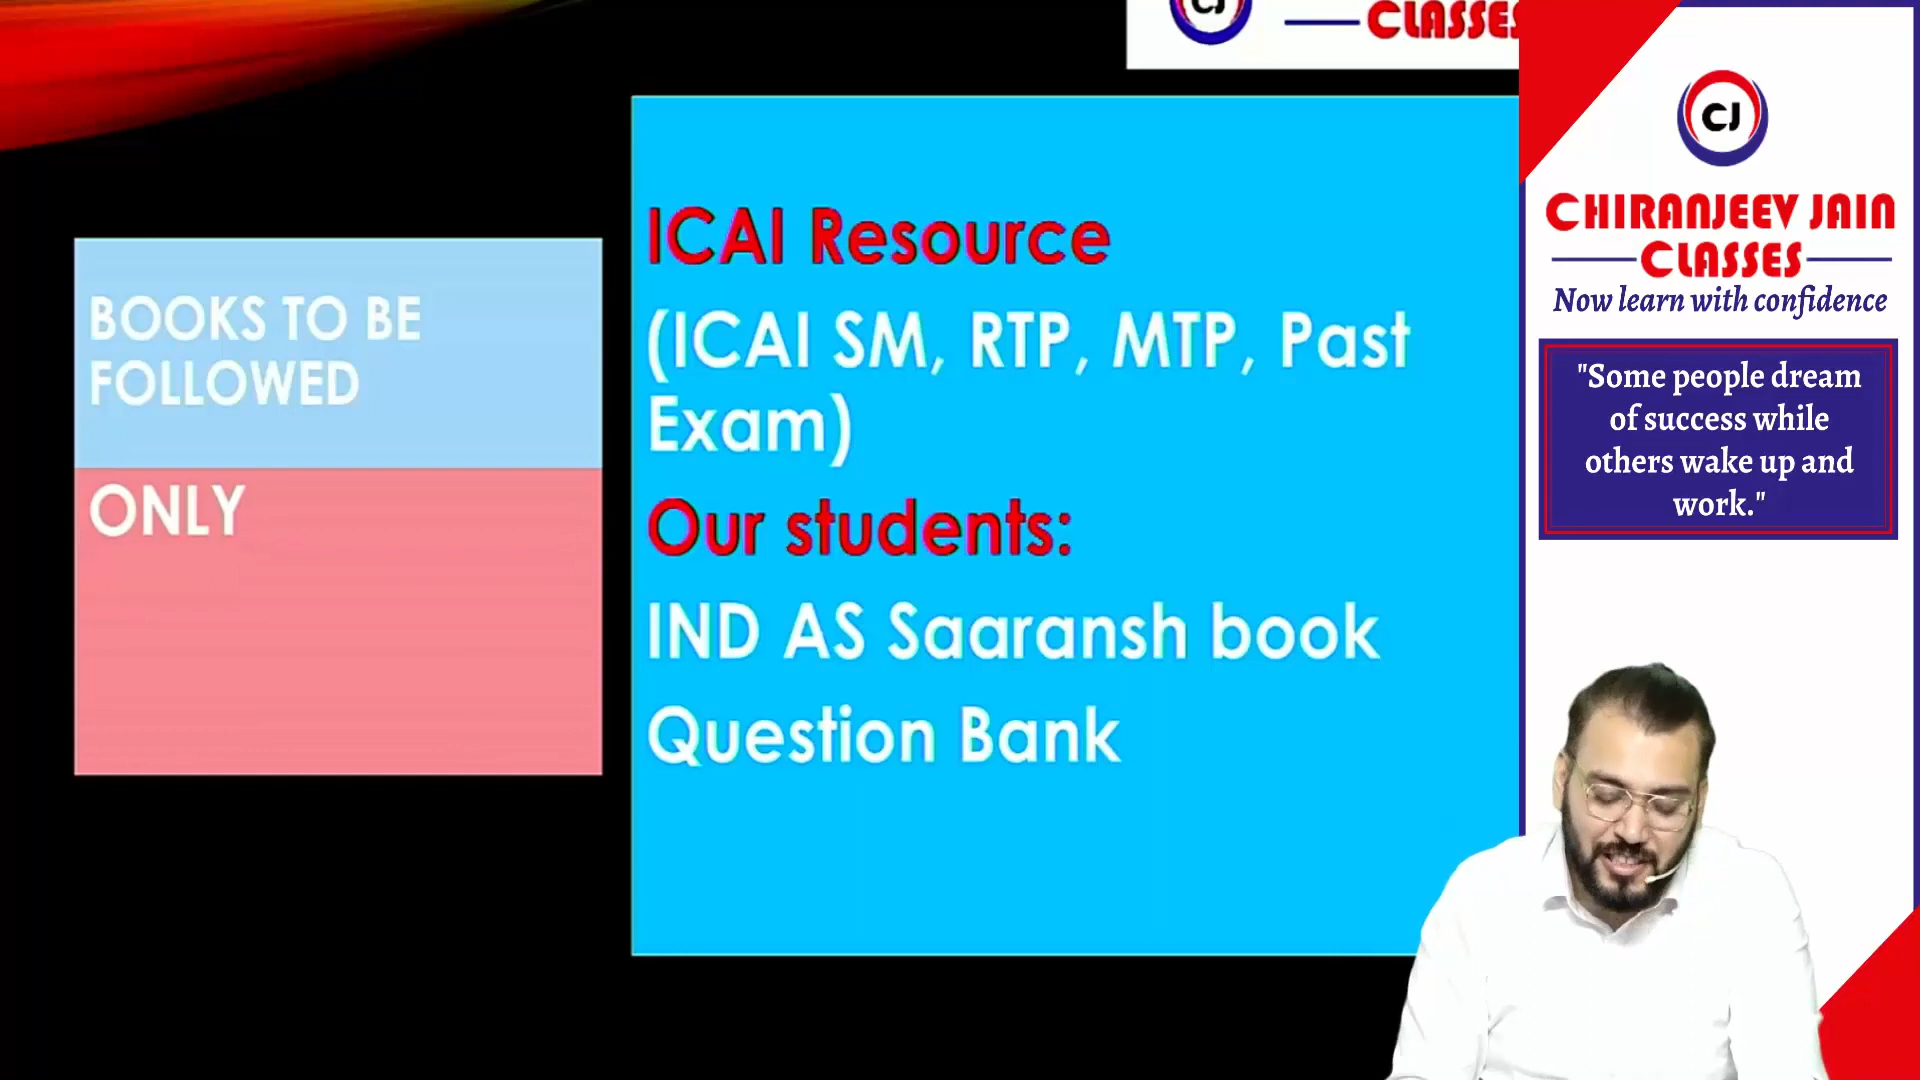 CJ
CLASSES
BOOKS TO BE
FOLLOWED
ONLY
ICAI Resource
(ICAI SM, RTP, MTP, Past
Exam)
Our students:
IND AS Saaransh book
Question Bank
CJ
CHIRANJEEV JAIN
CLASSES
Now learn with confidence
"Some people dream
of success while
others wake up and
work."